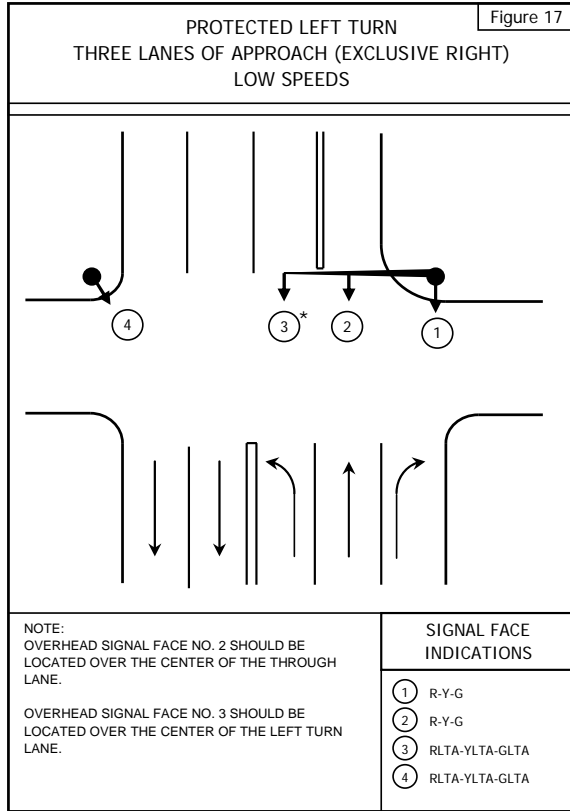 Figure 17
PROTECTED LEFT TURN
THREE LANES OF APPROACH (EXCLUSIVE RIGHT)
LOW SPEEDS
4
3*
2
1
NOTE:
OVERHEAD SIGNAL FACE NO. 2 SHOULD BE
LOCATED OVER THE CENTER OF THE THROUGH
LANE.
OVERHEAD SIGNAL FACE NO. 3 SHOULD BE
LOCATED OVER THE CENTER OF THE LEFT TURN
LANE.
SIGNAL FACE
INDICATIONS
1 R-Y-G
2 R-Y-G
3 RLTA-YLTA-GLTA
4 RLTA-YLTA-GLTA